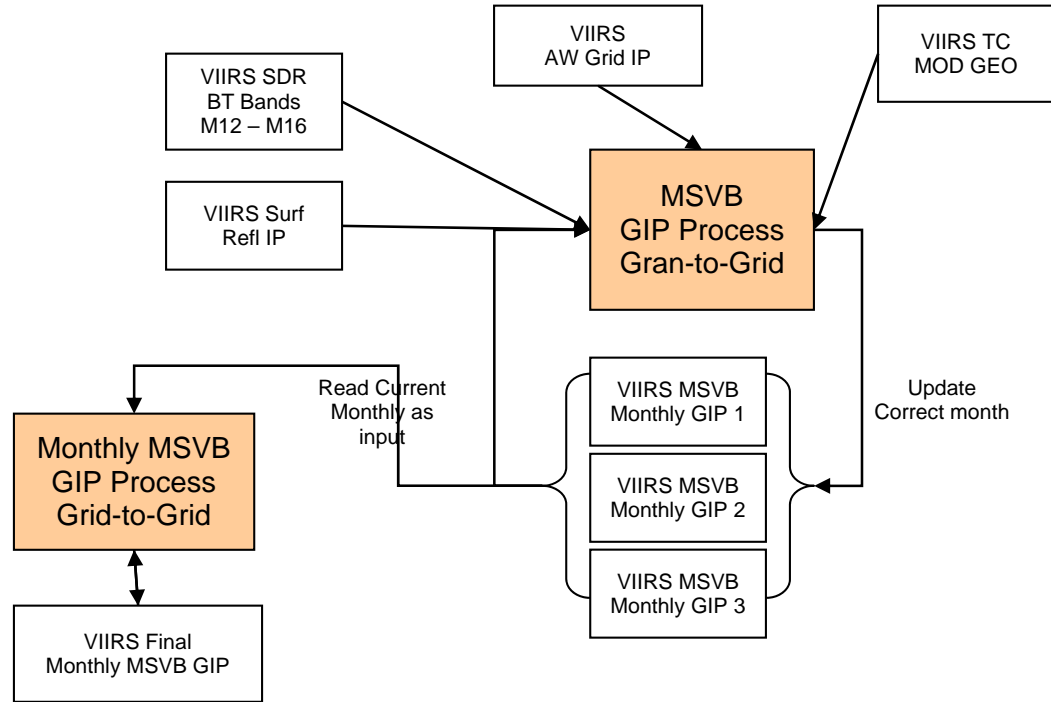 VIIRS
AW Grid IP
VIIRS TC
MOD GEO
VIIRS SDR
BT Bands
M12 – M16
VIIRS Surf
Refl IP
MSVB
GIP Process
Gran-to-Grid
Read Current
Monthly as
input
VIIRS MSVB
Monthly GIP 1
Update
Correct month
Monthly MSVB
GIP Process
Grid-to-Grid
VIIRS MSVB
Monthly GIP 2
VIIRS MSVB
Monthly GIP 3
VIIRS Final
Monthly MSVB GIP